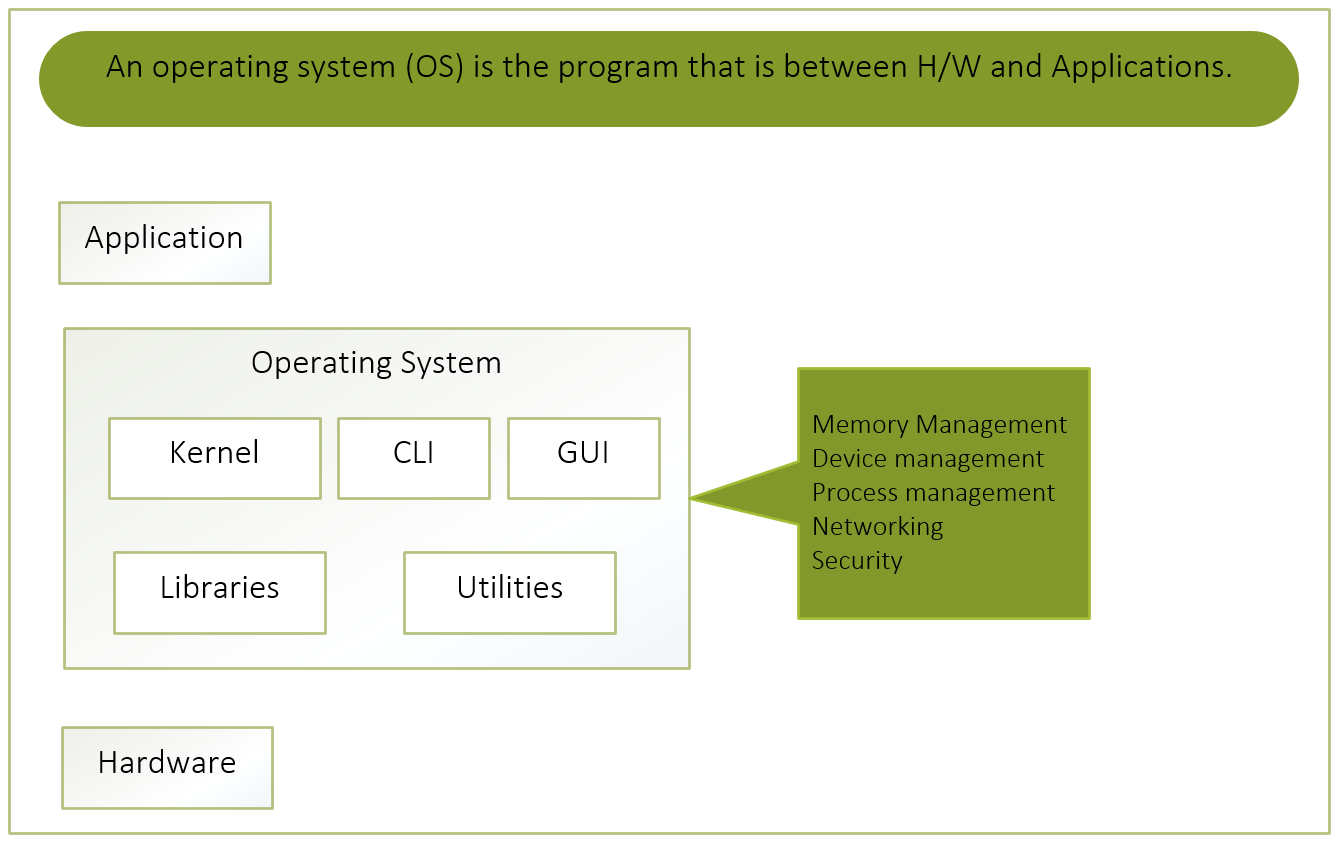 An operating system (OS) is the program that is between H/W and Applications.
Application
Operating System
Kernel
CLI
GUI
Libraries
Utilities
Memory Management
Device management
Process management
Networking
Security
Hardware